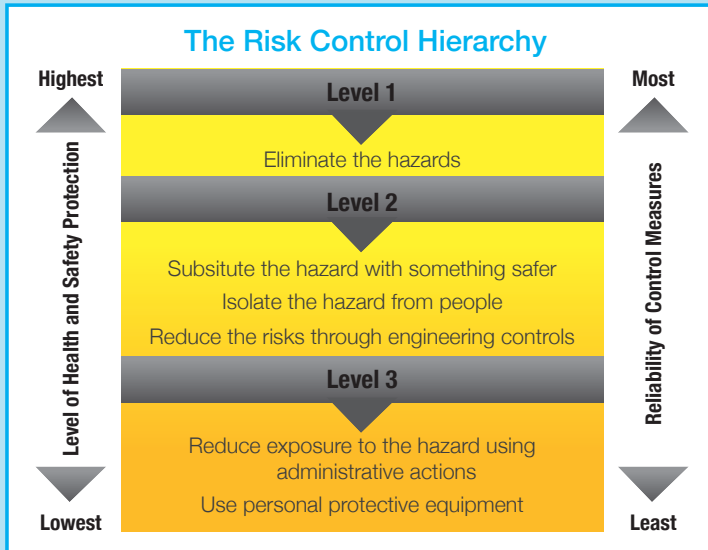 The Risk Control Hierarchy
Highest
Most
Level 1
Eliminate the hazards
Level 2
Subsitute the hazard with something safer
Isolate the hazard from people
Reduce the risks through engineering controls
Level 3
Reduce exposure to the hazard using
administrative actions
Use personal protective equipment
Level of Health and Safety Protection
Reliability of Control Measures
Lowest
Least